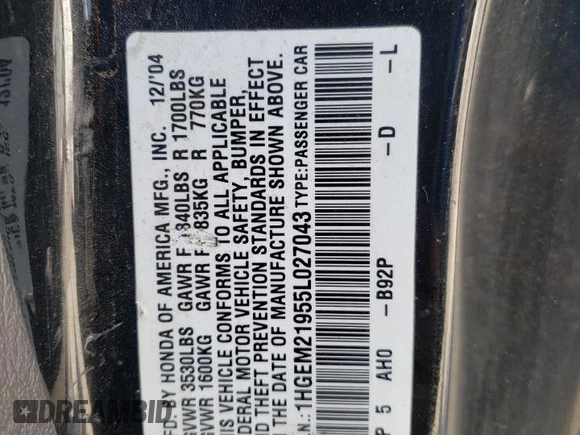 FD. BY HONDA OF AMERICA MFG., INC. 12/'04
GVWR 3530LBS GAWR F 1840LBS R 1700LBS
GVWR 1600KG GAWR F 835KG R 770KG
THIS VEHICLE CONFORMS TO ALL APPLICABLE
DERAL MOTOR VEHICLE SAFETY, BUMPER,
AND THEFT PREVENTION STANDARDS IN EFFECT
ON THE DATE OF MANUFACTURE SHOWN ABOVE.
.N.:1HGEM21955L027043 TYPE:PASSENGER CAR
P 5 AH0 -B92P -D -L
DREAMBID